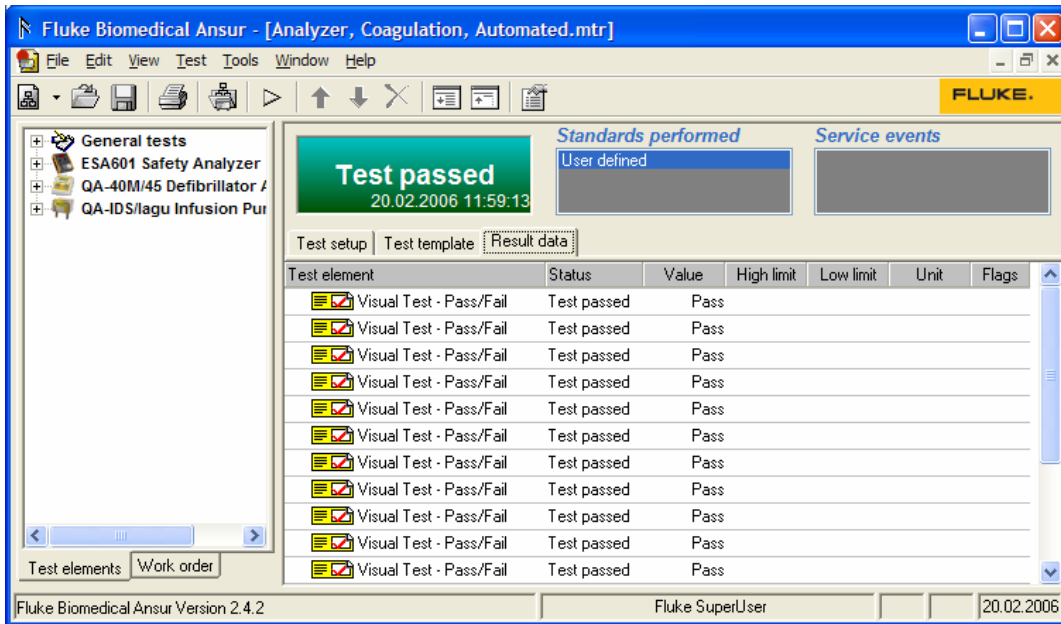 Fluke Biomedical Ansur - [Analyzer, Coagulation, Automated.mtr]
File Edit View Test Tools Window Help
FLUKE.
General tests
ESA601 Safety Analyzer
QA-40M/45 Defibrillator
QA-IDS/Iagu Infusion
Test elements Work order
Test passed
20.02.2006 11:59:13
Standards performed
User defined
Service events
Test setup Test template Result data
Test element Status Value High limit Low limit Unit Flags
Visual Test - Pass/Fail Test passed Pass
Visual Test - Pass/Fail Test passed Pass
Visual Test - Pass/Fail Test passed Pass
Visual Test - Pass/Fail Test passed Pass
Visual Test - Pass/Fail Test passed Pass
Visual Test - Pass/Fail Test passed Pass
Visual Test - Pass/Fail Test passed Pass
Visual Test - Pass/Fail Test passed Pass
Visual Test - Pass/Fail Test passed Pass
Visual Test - Pass/Fail Test passed Pass
Visual Test - Pass/Fail Test passed Pass
Fluke Biomedical Ansur Version 2.4.2 Fluke SuperUser 20.02.2006